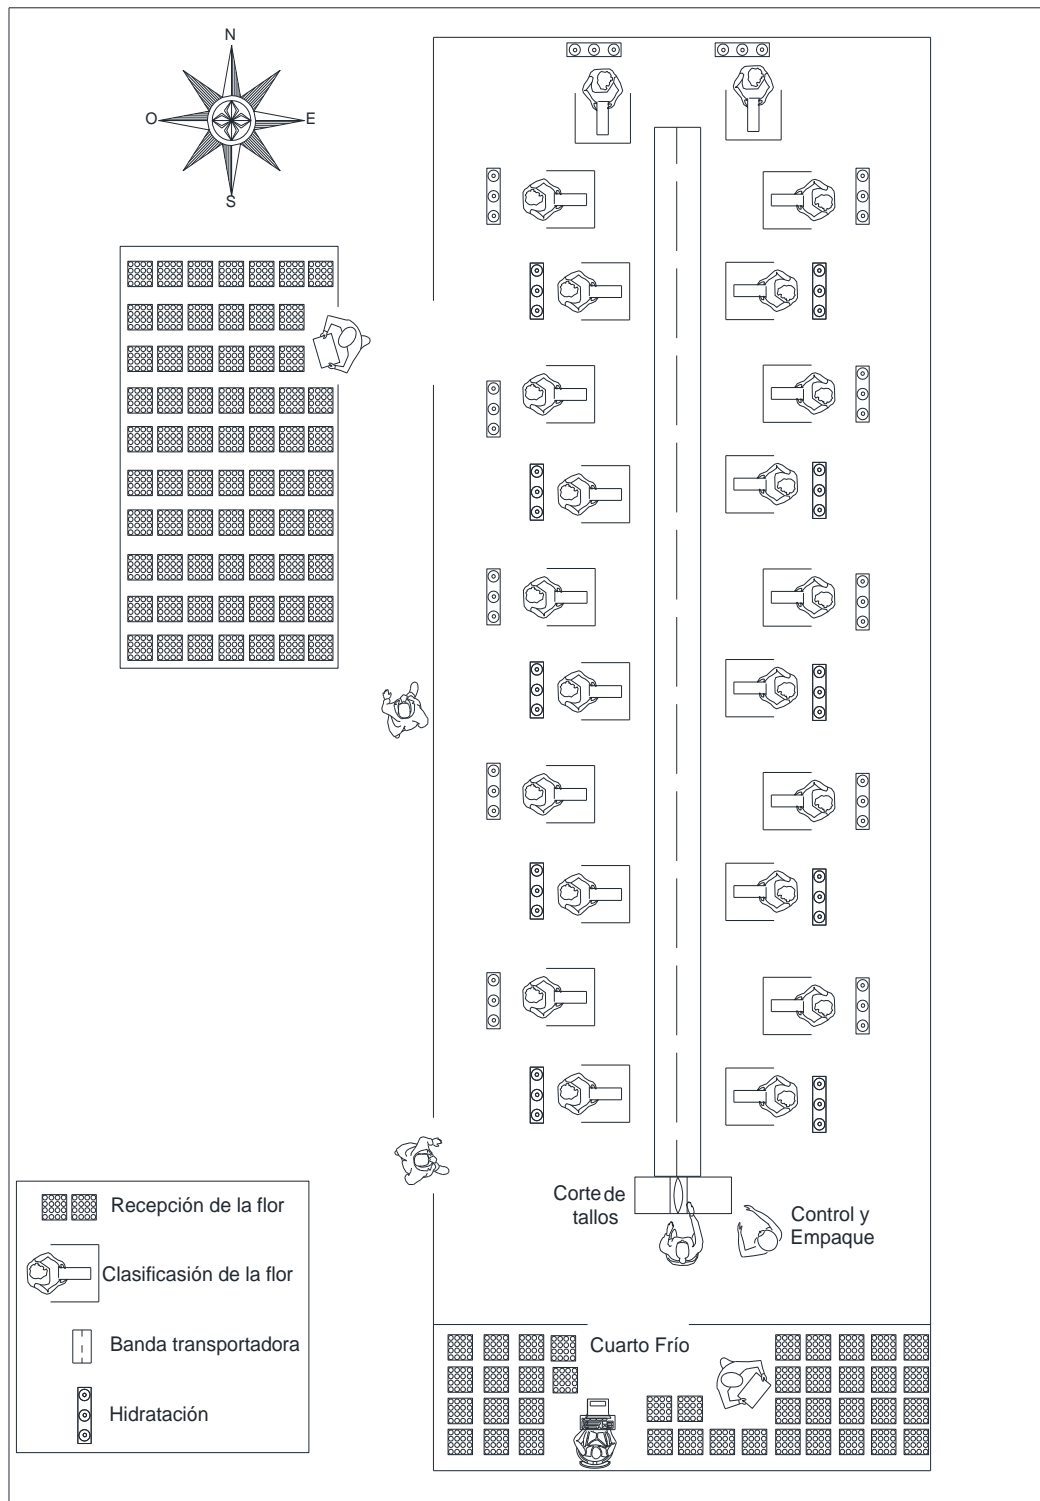 N
O
E
S
Corte de
tallos
Control y
Empaque
Recepción de la flor
Clasificasión de la flor
Banda transportadora
Hidratación
Cuarto Frío